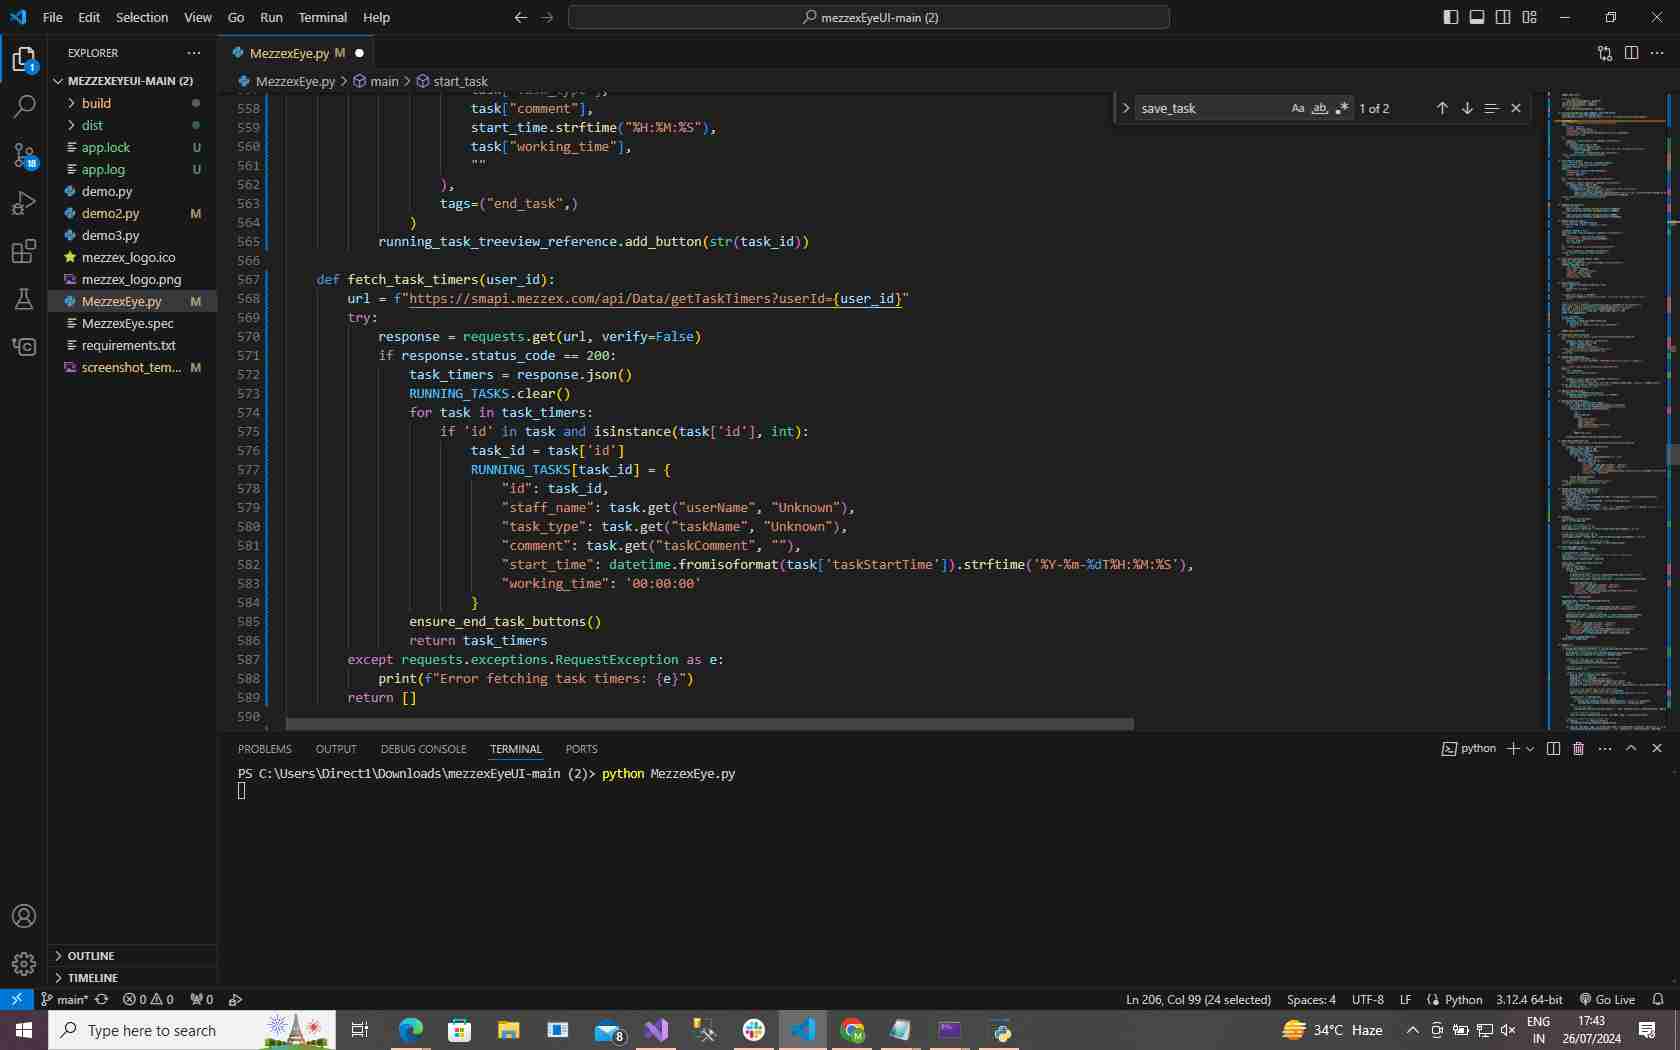 File Edit Selection View Go Run Terminal Help
mezzexEyeUI-main (2)
EXPLORER
MEZZEXEYEUI-MAIN (2)
build
dist
app.lock U
app.log U
demo.py
demo2.py M
demo3.py
mezzex_logo.ico
mezzex_logo.png
MezzexEye.py M
MezzexEye.spec
requirements.txt
screenshot_tem... M
OUTLINE
TIMELINE
1
18
MezzexEye.py M
MezzexEye.py > main > start_task
save_task
Aa ab 1 of 2
558 task["comment"],
559 start_time.strftime("%H:%M:%S"),
560 task["working_time"],
561 ""
562 ),
563 tags=("end_task",)
564 )
565 running_task_treeview_reference.add_button(str(task_id))
566
567 def fetch_task_timers(user_id):
568 url = f"https://smapi.mezzex.com/api/Data/getTaskTimers?userId={user_id}"
569 try:
570 response = requests.get(url, verify=False)
571 if response.status_code == 200:
572 task_timers = response.json()
573 RUNNING_TASKS.clear()
574 for task in task_timers:
575 if 'id' in task and isinstance(task['id'], int):
576 task_id = task['id']
577 RUNNING_TASKS[task_id] = {
578 "id": task_id,
579 "staff_name": task.get("userName", "Unknown"),
580 "task_type": task.get("taskName", "Unknown"),
581 "comment": task.get("taskComment", ""),
582 "start_time": datetime.fromisoformat(task['taskStartTime']).strftime('%Y-%m-%dT%H:%M:%S'),
583 "working_time": '00:00:00'
584 }
585 ensure_end_task_buttons()
586 return task_timers
587 except requests.exceptions.RequestException as e:
588 print(f"Error fetching task timers: {e}")
589 return []
590
PROBLEMS OUTPUT DEBUG CONSOLE TERMINAL PORTS
python
PS C:\Users\Direct1\Downloads\mezzexEyeUI-main (2)> python MezzexEye.py
main* 0 0 0
Ln 206, Col 99 (24 selected) Spaces: 4 UTF-8 LF Python 3.12.4 64-bit Go Live
Type here to search
8
34°C Haze
ENG
IN
17:43
26/07/2024